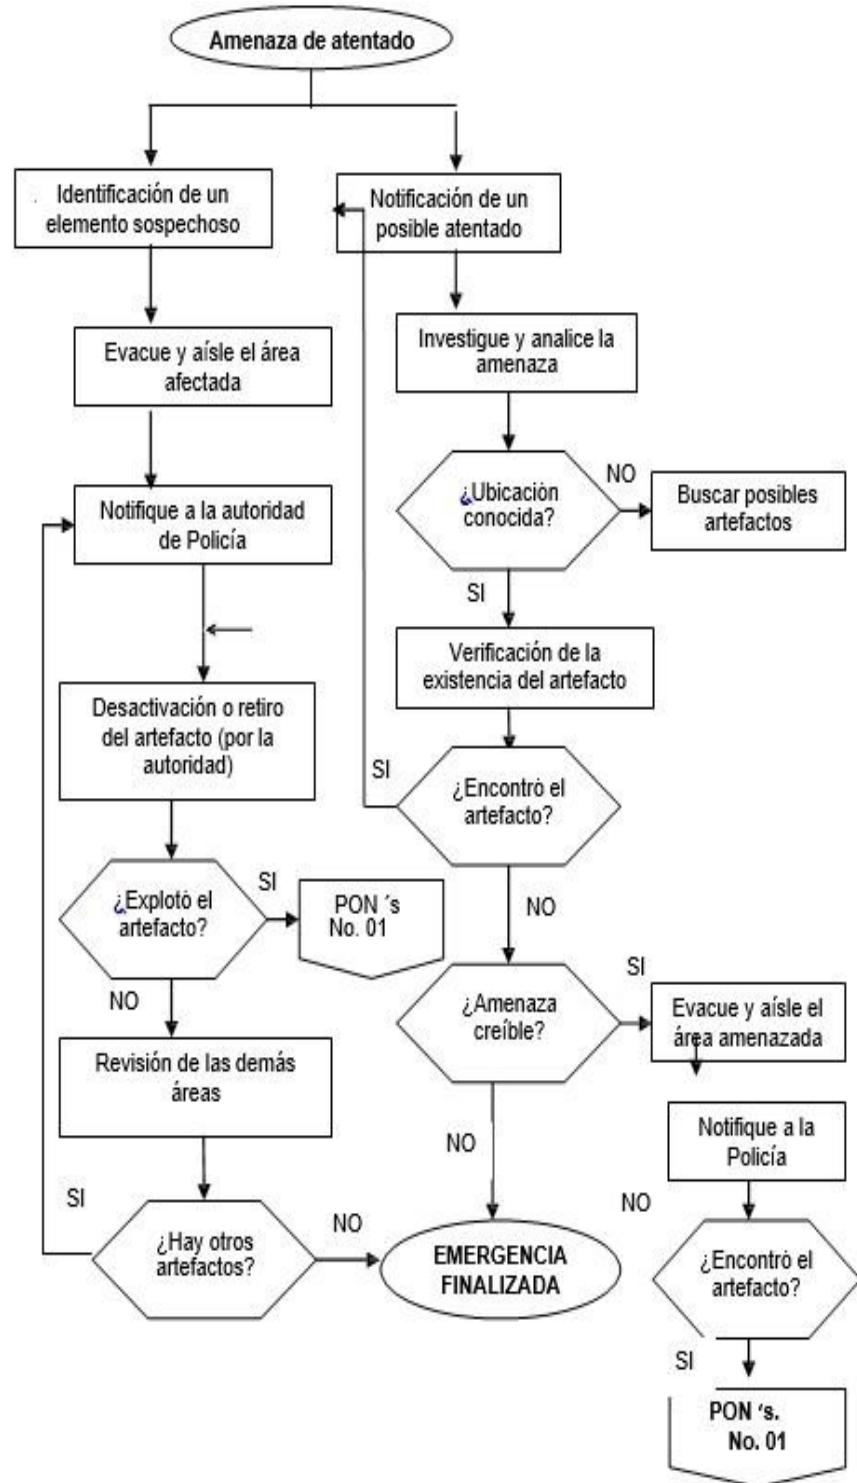 Amenaza de atentado
Identificación de un
elemento sospechoso
Notificación de un
posible atentado
Evacue y aísle el área
afectada
Investigue y analice la
amenaza
Notifique a la autoridad
de Policía
¿Ubicación
conocida?
NO
Buscar posibles
artefactos
SI
Verificación de la
existencia del artefacto
Desactivación o retiro
del artefacto (por la
autoridad)
SI
¿Encontró el
artefacto?
¿Explotó el
artefacto?
SI
PON ´s
No. 01
NO
NO
¿Amenaza
creíble?
SI
Evacue y aísle el
área amenazada
Revisión de las demás
áreas
NO
Notifique a la
Policía
SI
¿Hay otros
artefactos?
NO
EMERGENCIA
FINALIZADA
NO
¿Encontró el
artefacto?
SI
PON ´s.
No. 01